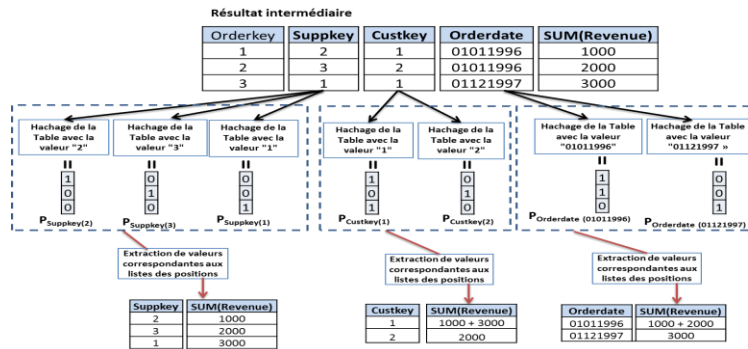 Résultat intermédiaire
Orderkey Suppkey Custkey Orderdate SUM(Revenue)
1 2 1 01011996 1000
2 3 2 01011996 2000
3 1 1 01121997 3000
Hachage de la Table avec la valeur "2"
Hachage de la Table avec la valeur "3"
Hachage de la Table avec la valeur "1"
Hachage de la Table avec la valeur "1"
Hachage de la Table avec la valeur "2"
Hachage de la Table avec la valeur "01011996"
Hachage de la Table avec la valeur "01121997 »
= = = = = = =
1 0 0 1 0 1 0
0 1 0 0 1 1 0
0 0 1 1 0 0 1
PSuppkey(2) PSuppkey(3) PSuppkey(1) PCustkey(1) PCustkey(2) POrderdate (01011996) POrderdate (01121997)
Extraction de valeurs correspondantes aux listes des positions
Extraction de valeurs correspondantes aux listes des positions
Extraction de valeurs correspondantes aux listes des positions
Suppkey SUM(Revenue)
2 1000
3 2000
1 3000
Custkey SUM(Revenue)
1 1000 + 3000
2 2000
Orderdate SUM(Revenue)
01011996 1000 + 2000
01121997 3000